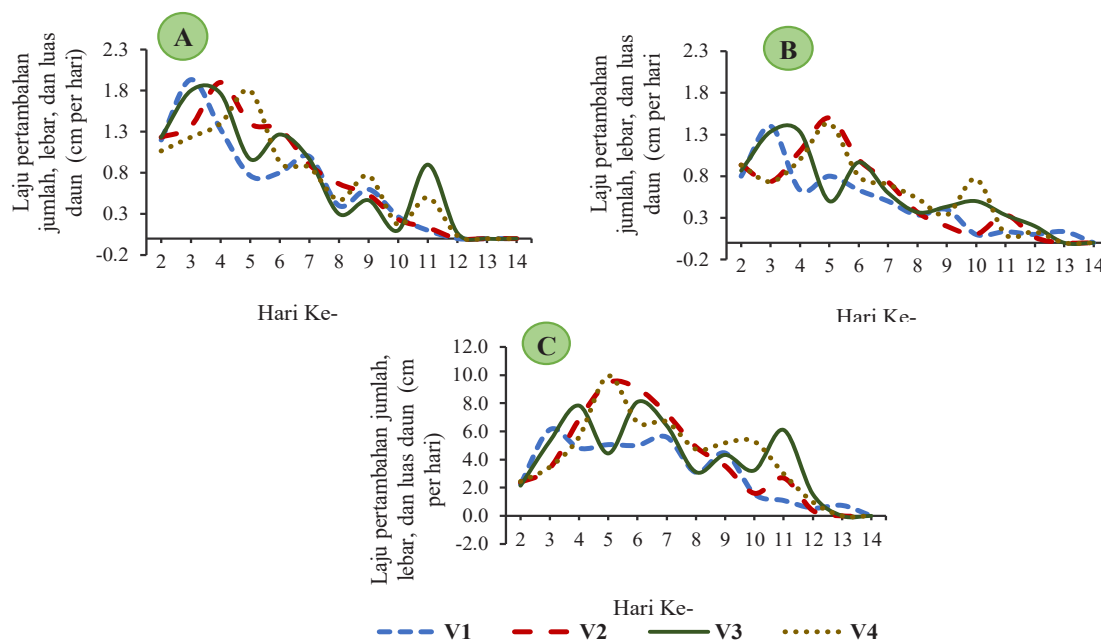 A
Laju pertambahan
jumlah, lebar, dan luas
daun (cm per hari)
2.3
1.8
1.3
0.8
0.3
-0.2
2 3 4 5 6 7 8 9 10 11 12 13 14
Hari Ke-
B
Laju pertambahan
jumlah, lebar, dan luas
daun (cm per hari
2.3
1.8
1.3
0.8
0.3
-0.2
2 3 4 5 6 7 8 9 10 11 12 13 14
Hari Ke-
C
Laju pertambahan jumlah,
lebar, dan luas daun (cm
per hari)
12.0
10.0
8.0
6.0
4.0
2.0
0.0
-2.0
2 3 4 5 6 7 8 9 10 11 12 13 14
Hari Ke-
V1 V2 V3 V4